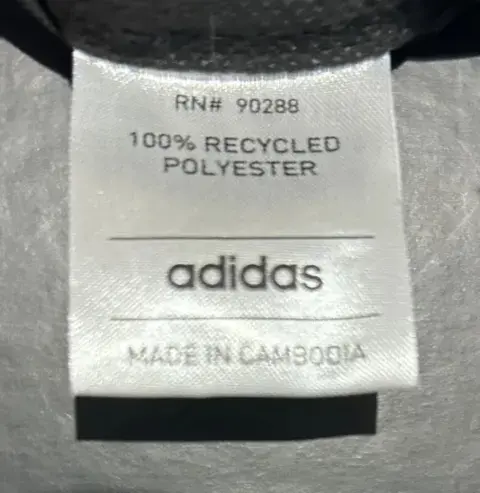 RN# 90288
100% RECYCLED
POLYESTER
adidas
MADE IN CAMBODIA